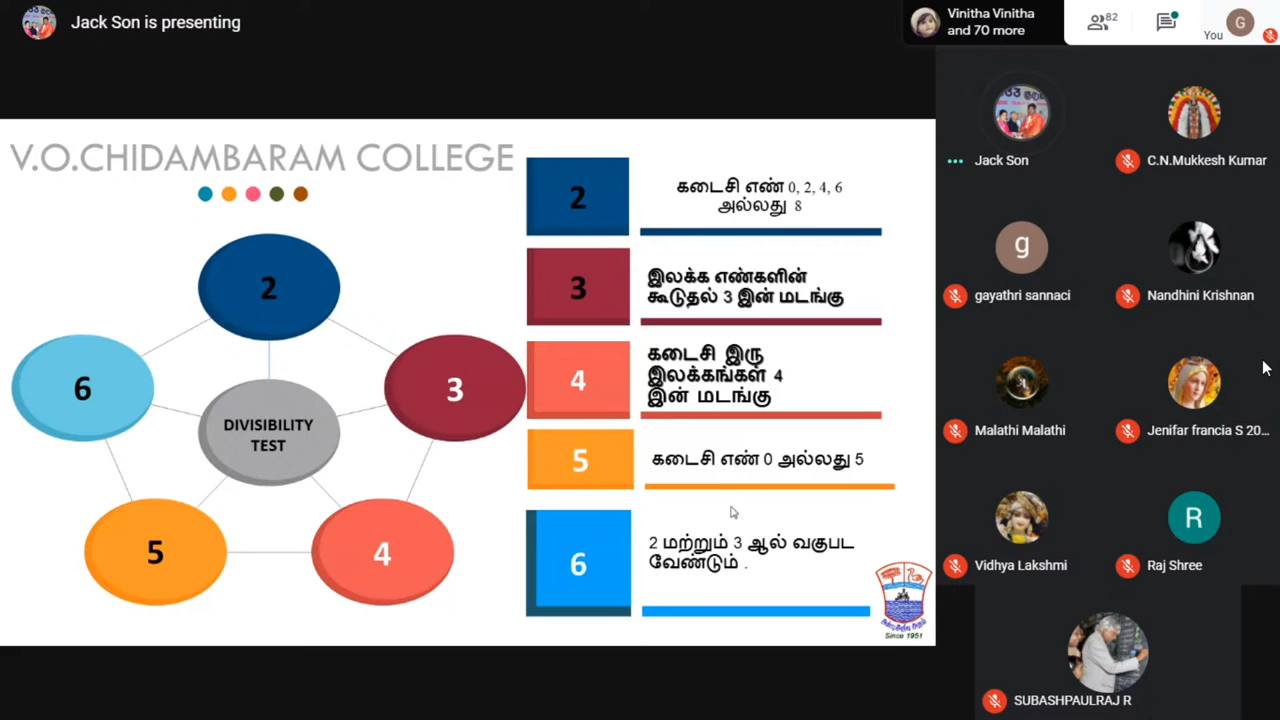 Jack Son is presenting
Vinitha Vinitha
and 70 more
82
You
G
V.O.CHIDAMBARAM COLLEGE
2
3
4
5
6
DIVISIBILITY
TEST
2
கடைசி எண் 0, 2, 4, 6
அல்லது 8
3
இலக்க எண்களின்
கூடுதல் 3 இன் மடங்கு
4
கடைசி இரு
இலக்கங்கள் 4
இன் மடங்கு
5
கடைசி எண் 0 அல்லது 5
6
2 மற்றும் 3 ஆல் வகுபட
வேண்டும் .
Since 1951
Jack Son
C.N.Mukkesh Kumar
g
gayathri sannaci
Nandhini Krishnan
Malathi Malathi
Jenifar francia S 20...
Vidhya Lakshmi
R
Raj Shree
SUBASHPAULRAJ R